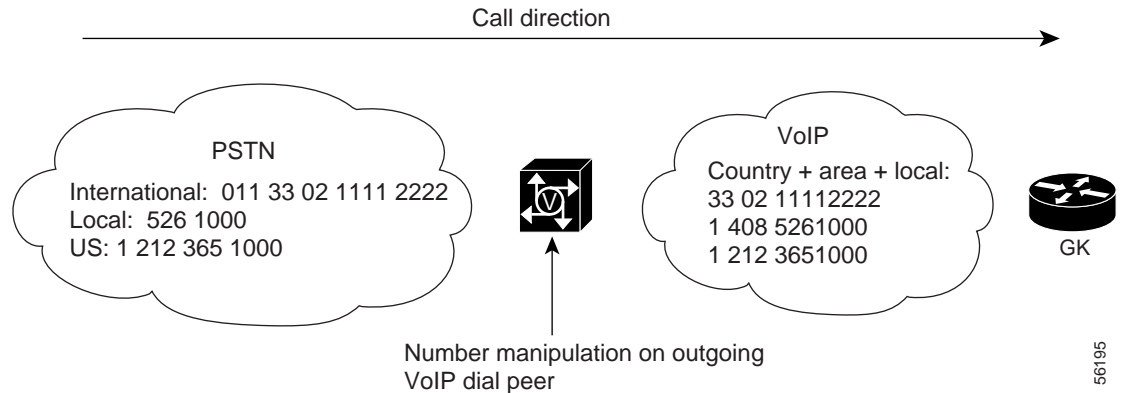 Call direction
PSTN
International: 011 33 02 1111 2222
Local: 526 1000
US: 1 212 365 1000
V
VoIP
Country + area + local:
33 02 11112222
1 408 5261000
1 212 3651000
GK
Number manipulation on outgoing
VoIP dial peer
56195